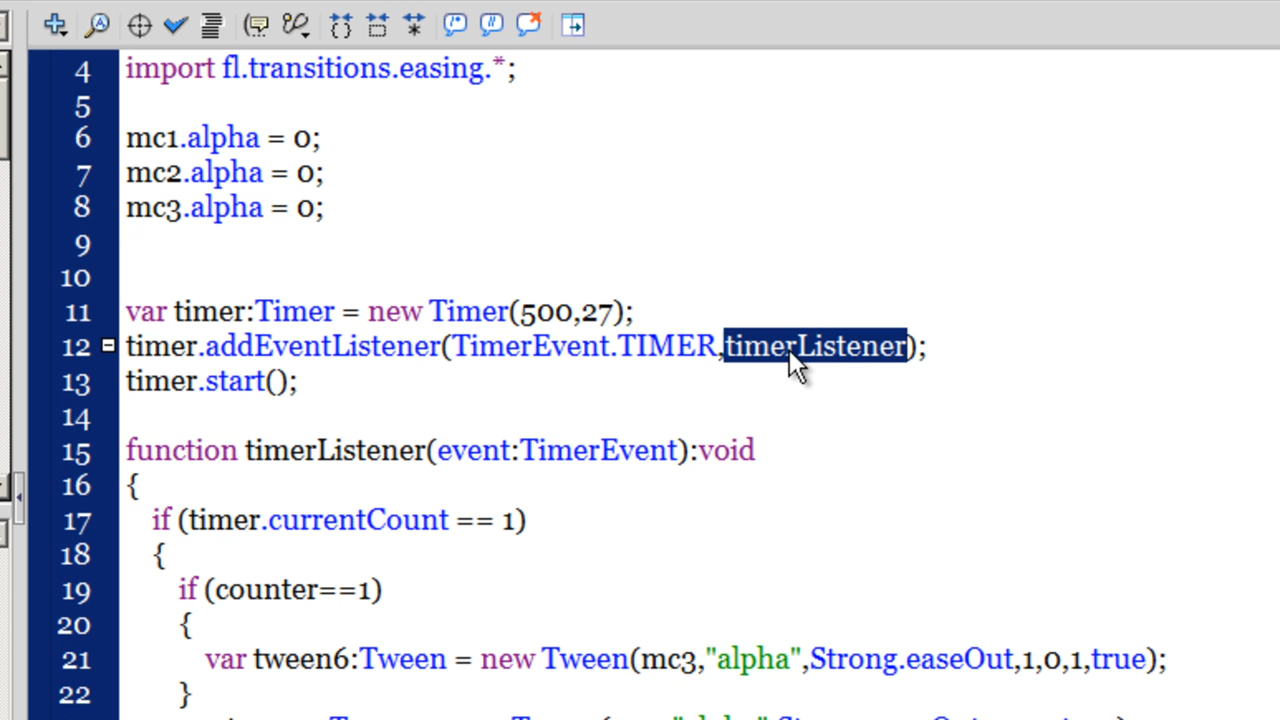 4 import fl.transitions.easing.*;
5
6 mc1.alpha = 0;
7 mc2.alpha = 0;
8 mc3.alpha = 0;
9
10
11 var timer:Timer = new Timer(500,27);
12 timer.addEventListener(TimerEvent.TIMER,timerListener);
13 timer.start();
14
15 function timerListener(event:TimerEvent):void
16 {
17 if (timer.currentCount == 1)
18 {
19 if (counter==1)
20 {
21 var tween6:Tween = new Tween(mc3,"alpha",Strong.easeOut,1,0,1,true);
22 }